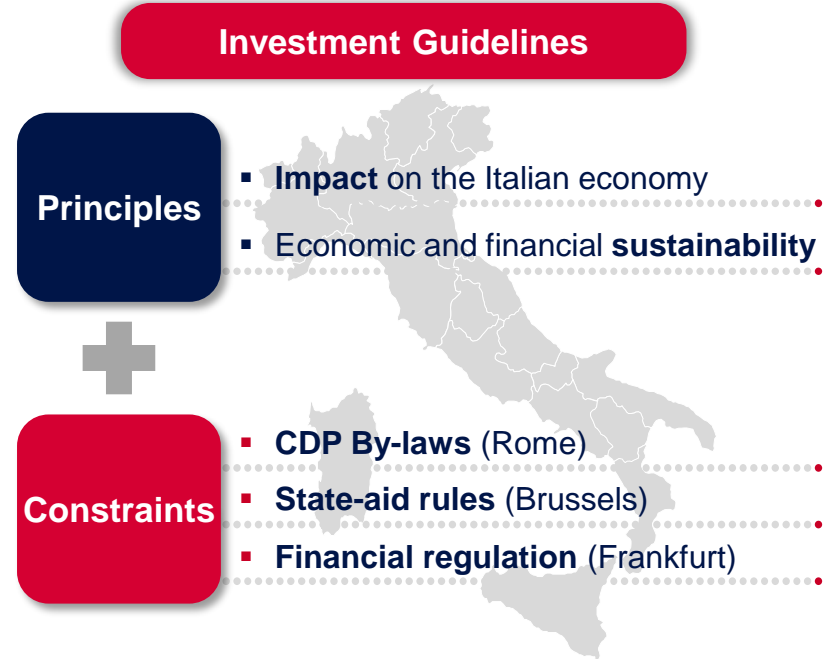 Investment Guidelines
Principles
▪ Impact on the Italian economy
▪ Economic and financial sustainability
Constraints
▪ CDP By-laws (Rome)
▪ State-aid rules (Brussels)
▪ Financial regulation (Frankfurt)